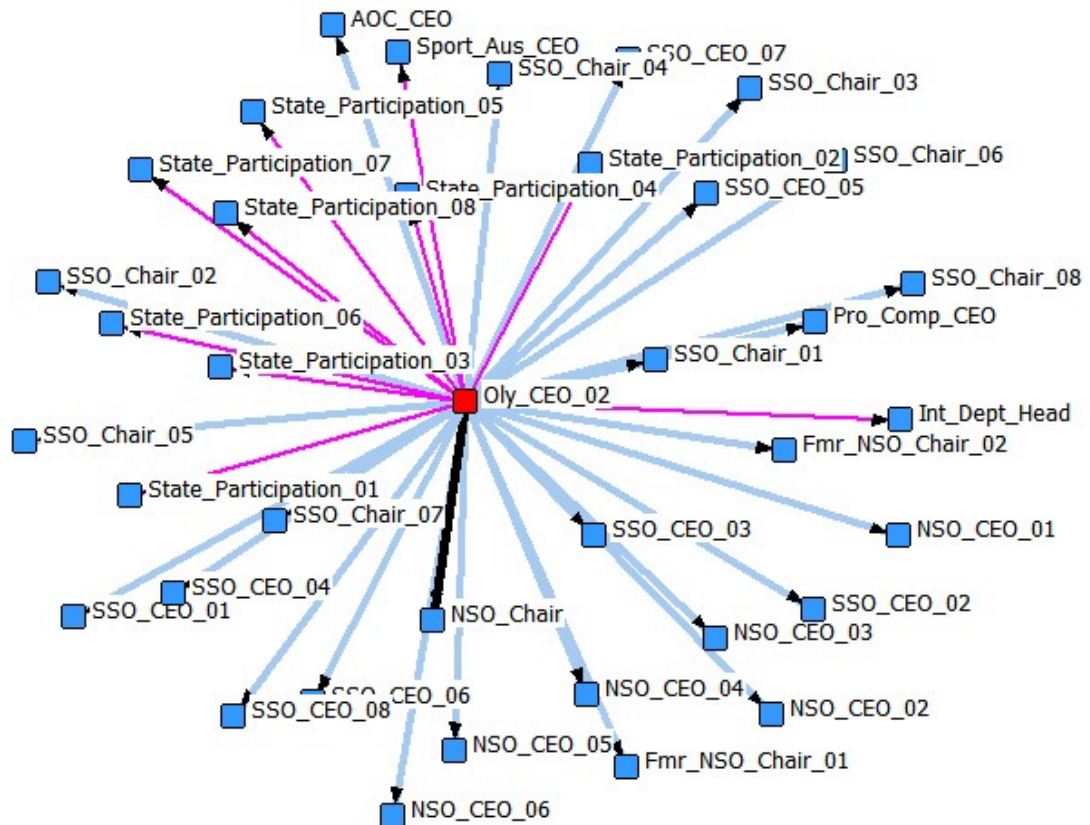 AOC_CEO
Sport_Aus_CEO
SSO_CEO_07
SSO_Chair_04
SSO_Chair_03
State_Participation_05
State_Participation_07
State_Participation_02
SSO_Chair_06
State_Participation_04
SSO_CEO_05
State_Participation_08
SSO_Chair_02
SSO_Chair_08
State_Participation_06
Pro_Comp_CEO
State_Participation_03
SSO_Chair_01
Oly_CEO_02
Int_Dept_Head
SSO_Chair_05
Fmr_NSO_Chair_02
State_Participation_01
SSO_Chair_07
SSO_CEO_03
NSO_CEO_01
SSO_CEO_04
SSO_CEO_01
NSO_Chair
SSO_CEO_02
NSO_CEO_03
SSO_CEO_06
SSO_CEO_08
NSO_CEO_04
NSO_CEO_02
NSO_CEO_05
Fmr_NSO_Chair_01
NSO_CEO_06